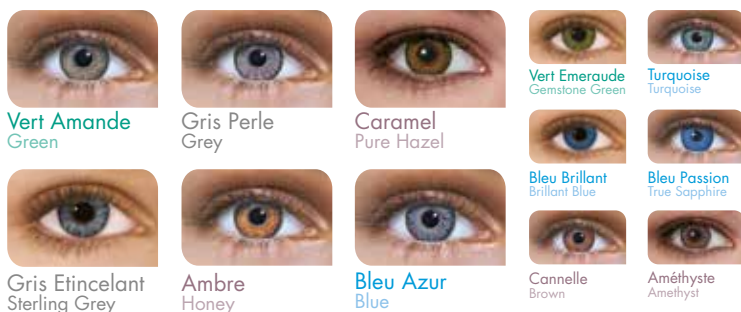 Vert Amande
Green
Gris Perle
Grey
Caramel
Pure Hazel
Vert Emeraude
Gemstone Green
Turquoise
Turquoise
Bleu Brillant
Brillant Blue
Bleu Passion
True Sapphire
Gris Etincelant
Sterling Grey
Ambre
Honey
Bleu Azur
Blue
Cannelle
Brown
Améthyste
Amethyst